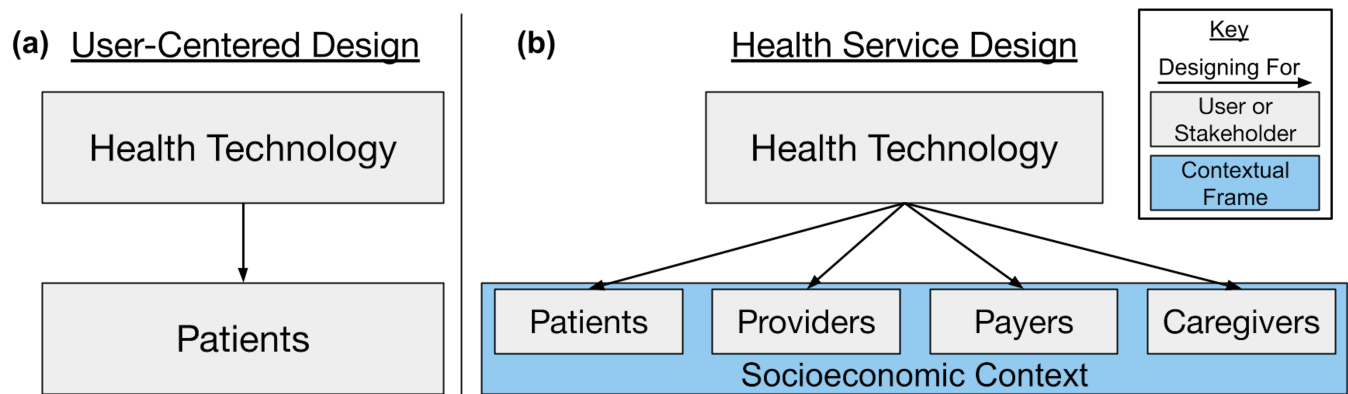 (a) User-Centered Design
Health Technology
Patients
(b) Health Service Design
Health Technology
Patients Providers Payers Caregivers
Socioeconomic Context
Key
Designing For
User or
Stakeholder
Contextual
Frame